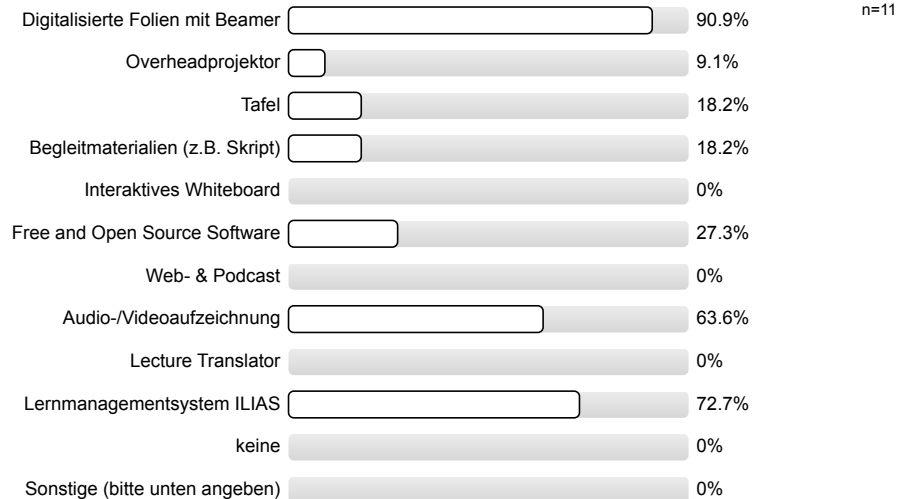 Digitalisierte Folien mit Beamer 90.9% n=11
Overheadprojektor 9.1%
Tafel 18.2%
Begleitmaterialien (z.B. Skript) 18.2%
Interaktives Whiteboard 0%
Free and Open Source Software 27.3%
Web- & Podcast 0%
Audio-/Videoaufzeichnung 63.6%
Lecture Translator 0%
Lernmanagementsystem ILIAS 72.7%
keine 0%
Sonstige (bitte unten angeben) 0%